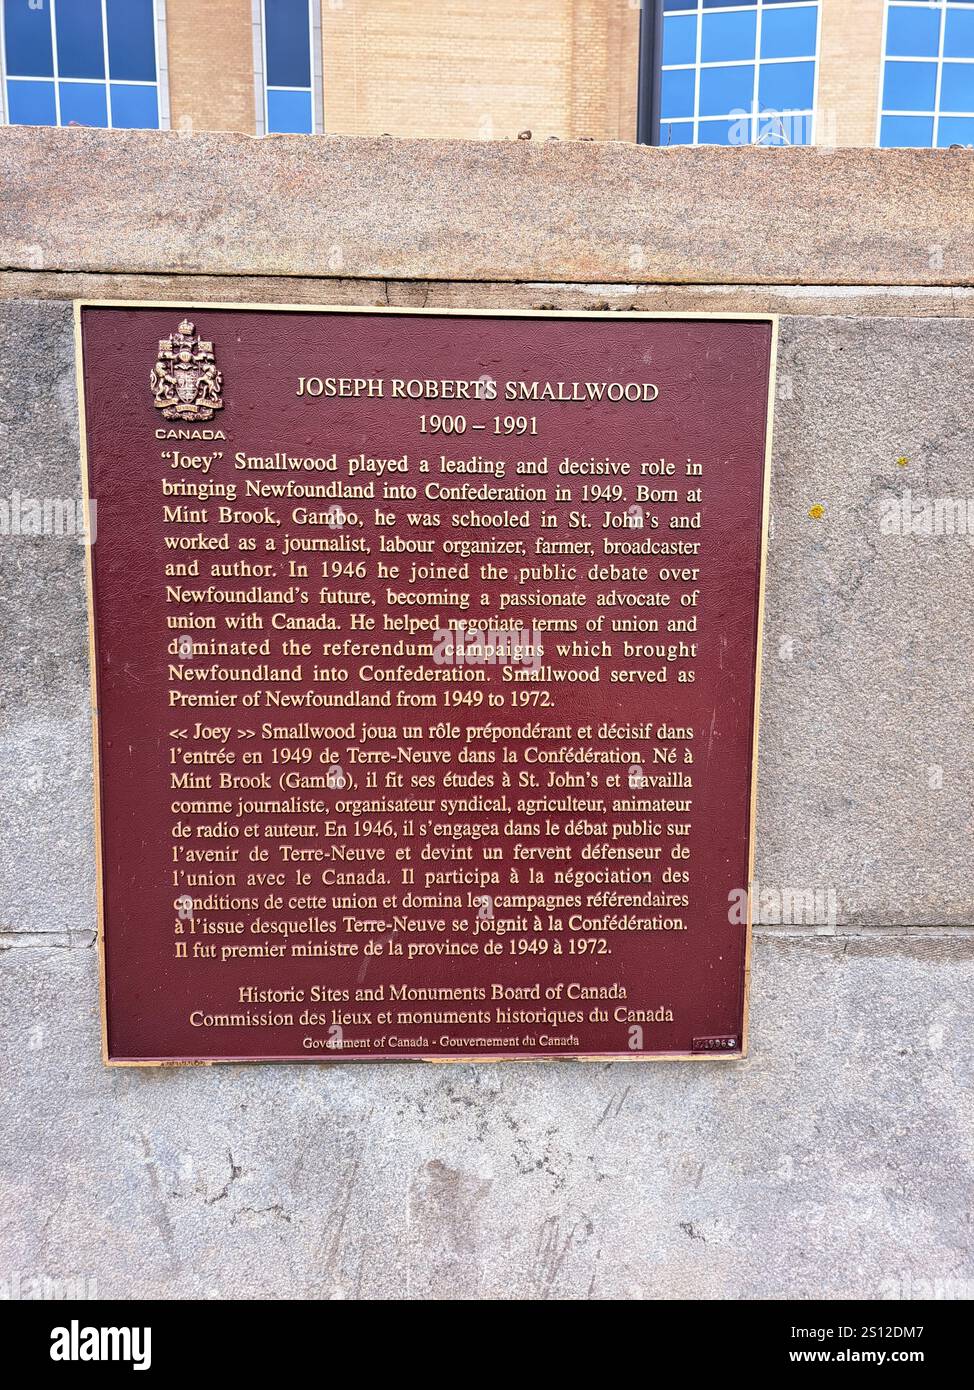 CANADA
JOSEPH ROBERTS SMALLWOOD
1900 – 1991
“Joey” Smallwood played a leading and decisive role in
bringing Newfoundland into Confederation in 1949. Born at
Mint Brook, Gambo, he was schooled in St. John’s and
worked as a journalist, labour organizer, farmer, broadcaster
and author. In 1946 he joined the public debate over
Newfoundland’s future, becoming a passionate advocate of
union with Canada. He helped negotiate terms of union and
dominated the referendum campaigns which brought
Newfoundland into Confederation. Smallwood served as
Premier of Newfoundland from 1949 to 1972.
<< Joey >> Smallwood joua un rôle prépondérant et décisif dans
l’entrée en 1949 de Terre-Neuve dans la Confédération. Né à
Mint Brook (Gambo), il fit ses études à St. John’s et travailla
comme journaliste, organisateur syndical, agriculteur, animateur
de radio et auteur. En 1946, il s’engagea dans le débat public sur
l’avenir de Terre-Neuve et devint un fervent défenseur de
l’union avec le Canada. Il participa à la négociation des
conditions de cette union et domina les campagnes référendaires
à l’issue desquelles Terre-Neuve se joignit à la Confédération.
Il fut premier ministre de la province de 1949 à 1972.
Historic Sites and Monuments Board of Canada
Commission des lieux et monuments historiques du Canada
Government of Canada - Gouvernement du Canada
1996
alamy
alamy
Image ID: 2S12DM7
www.alamy.com